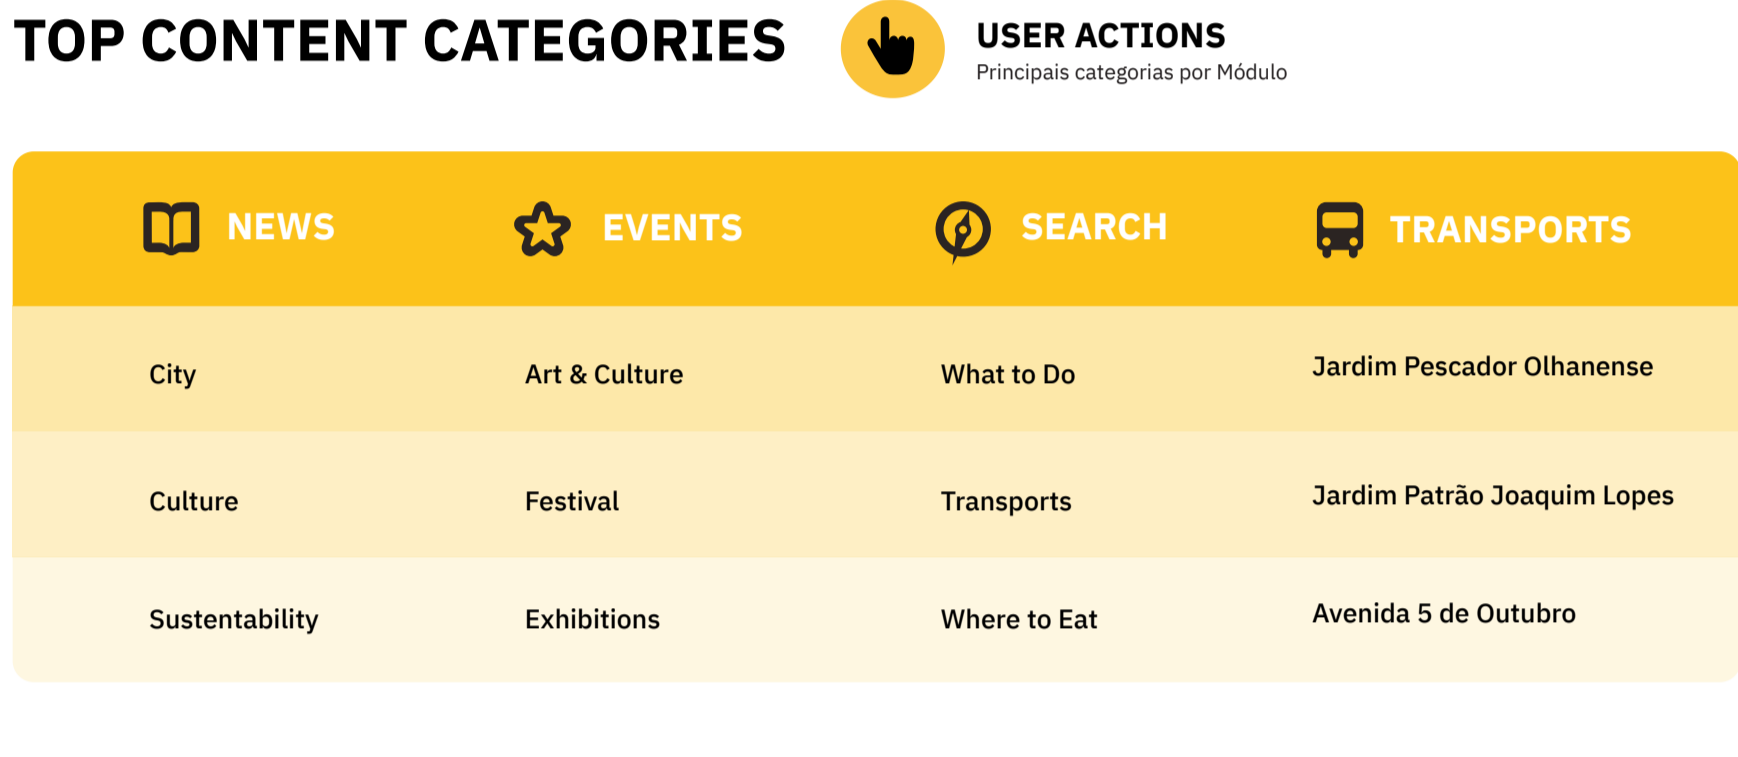 TOP CONTENT CATEGORIES
USER ACTIONS
Principais categorias por Módulo
NEWS
EVENTS
SEARCH
TRANSPORTS
City
Art & Culture
What to Do
Jardim Pescador Olhanense
Culture
Festival
Transports
Jardim Patrão Joaquim Lopes
Sustentability
Exhibitions
Where to Eat
Avenida 5 de Outubro